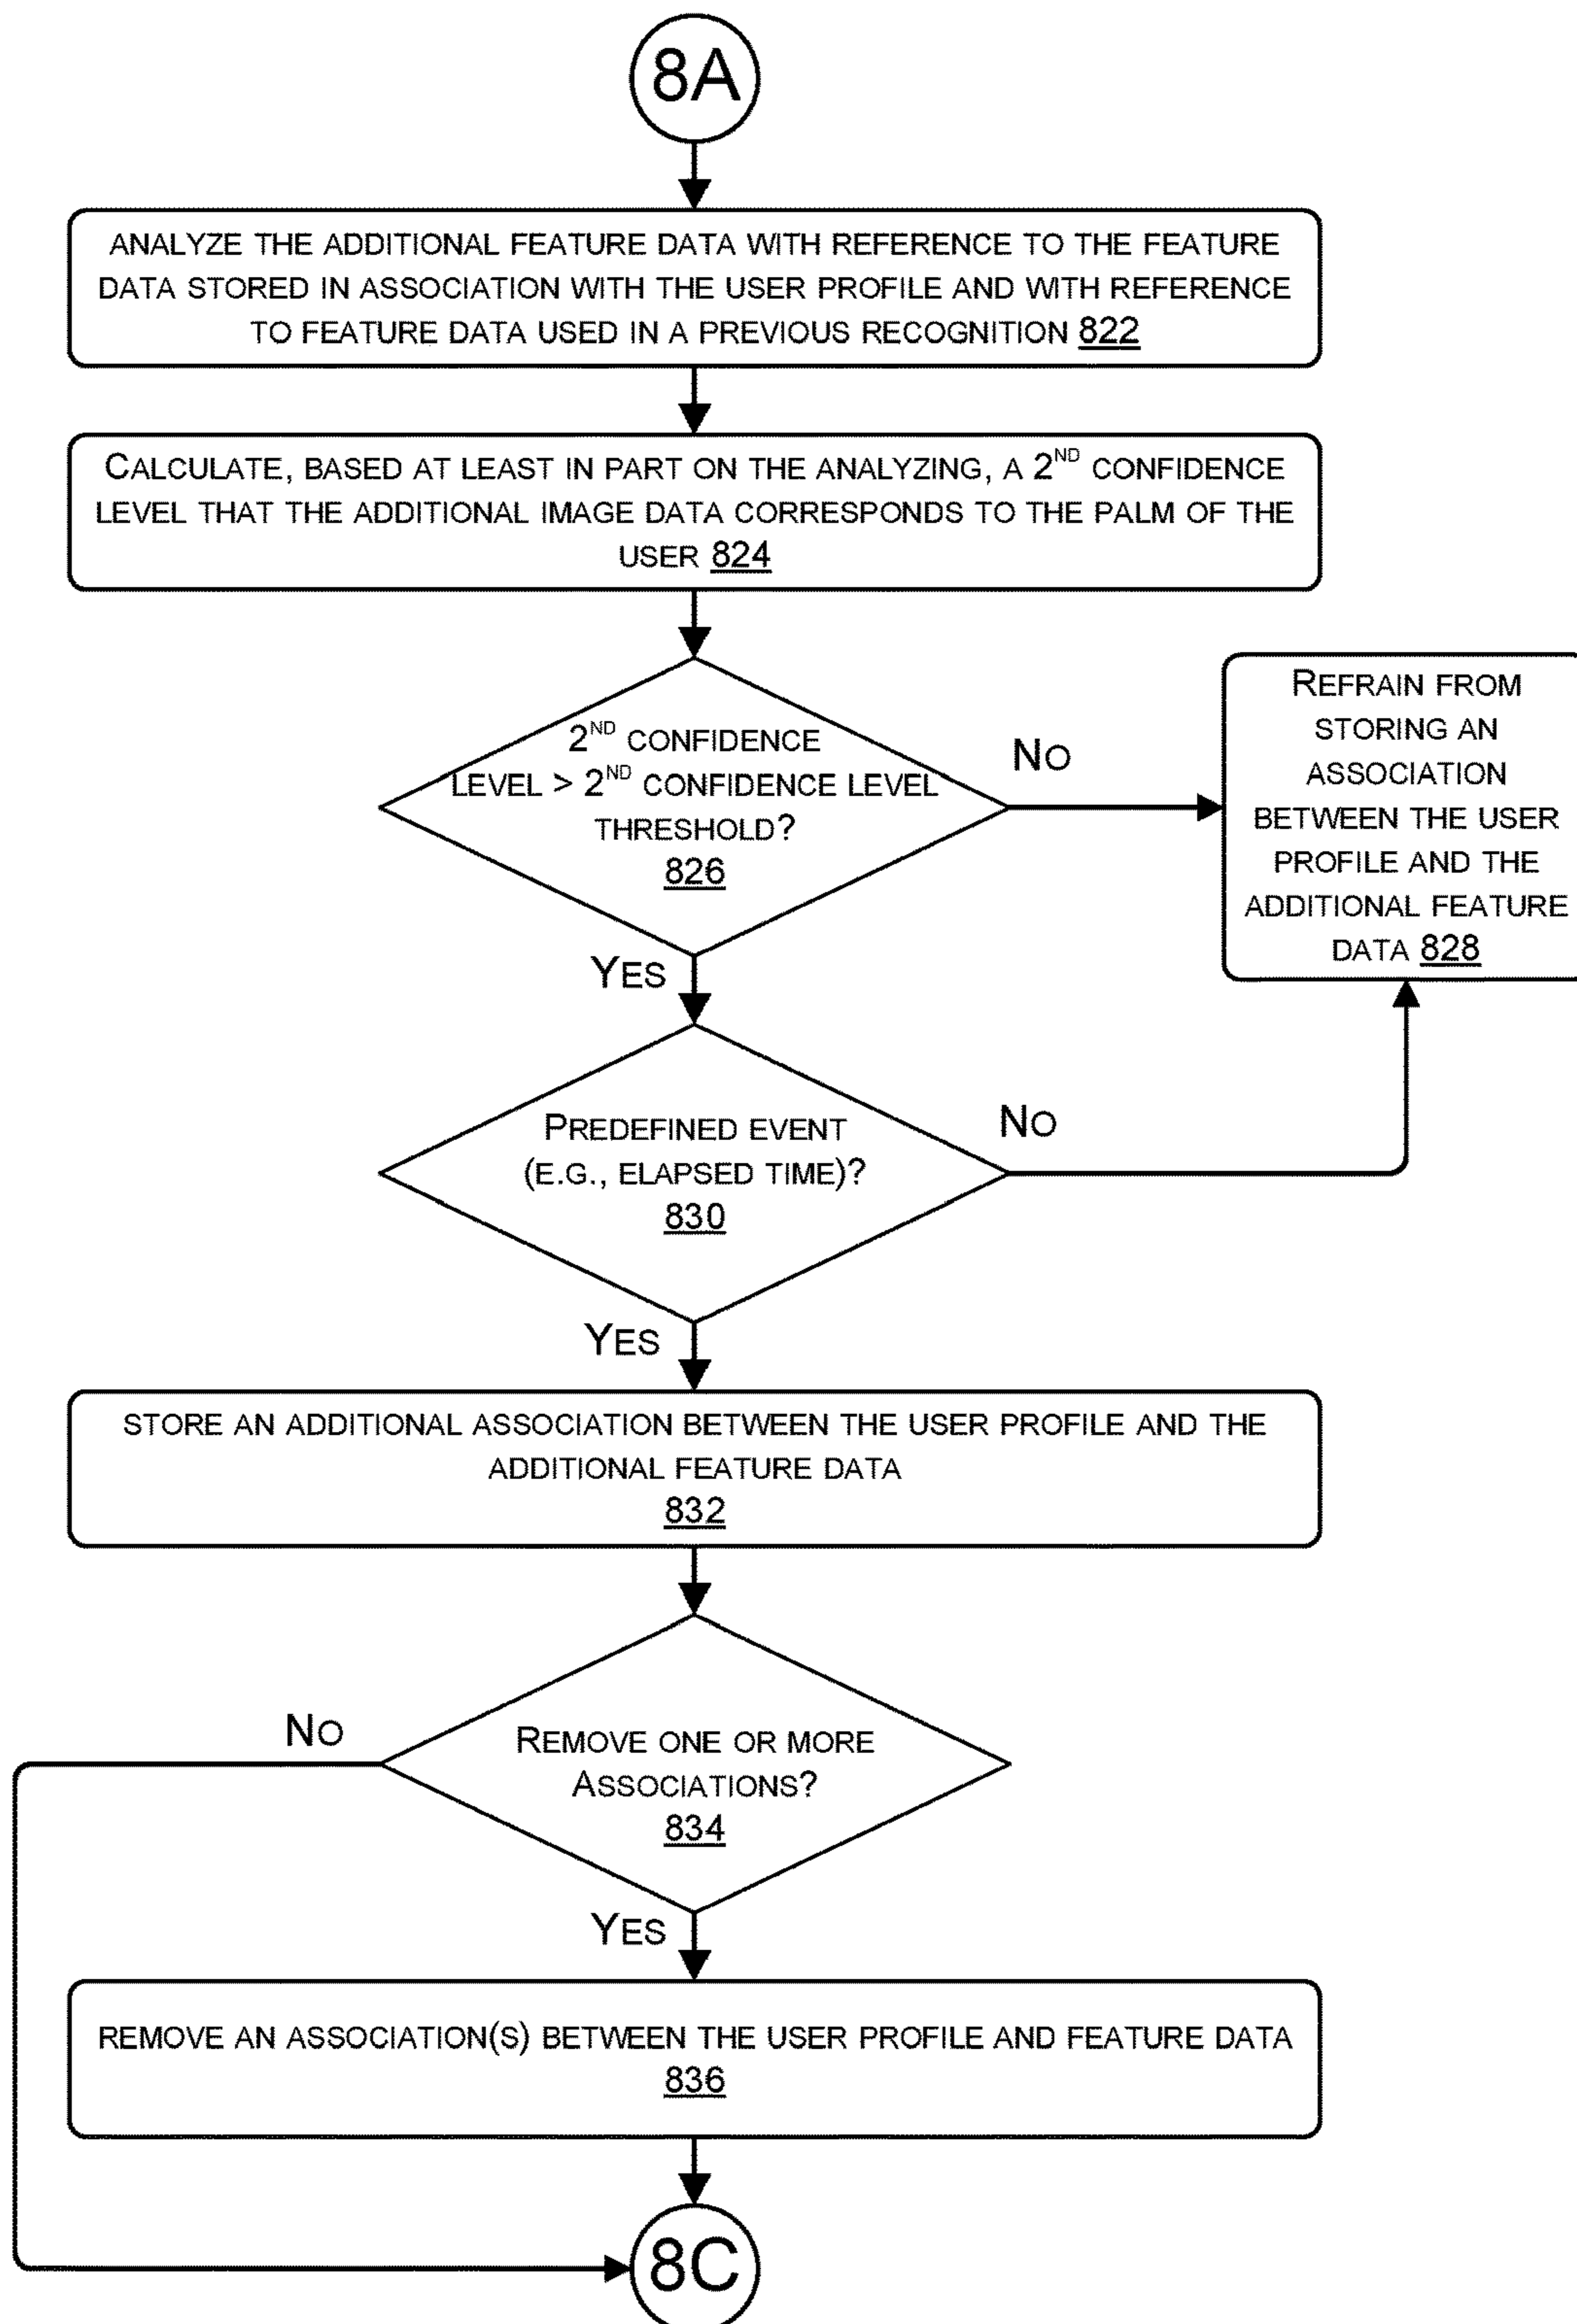 8A
ANALYZE THE ADDITIONAL FEATURE DATA WITH REFERENCE TO THE FEATURE
DATA STORED IN ASSOCIATION WITH THE USER PROFILE AND WITH REFERENCE
TO FEATURE DATA USED IN A PREVIOUS RECOGNITION 822
CALCULATE, BASED AT LEAST IN PART ON THE ANALYZING, A 2ND CONFIDENCE
LEVEL THAT THE ADDITIONAL IMAGE DATA CORRESPONDS TO THE PALM OF THE
USER 824
2ND CONFIDENCE
LEVEL > 2ND CONFIDENCE LEVEL
THRESHOLD?
826
NO
REFRAIN FROM
STORING AN
ASSOCIATION
BETWEEN THE USER
PROFILE AND THE
ADDITIONAL FEATURE
DATA 828
YES
PREDEFINED EVENT
(E.G., ELAPSED TIME)?
830
NO
YES
STORE AN ADDITIONAL ASSOCIATION BETWEEN THE USER PROFILE AND THE
ADDITIONAL FEATURE DATA
832
REMOVE ONE OR MORE
ASSOCIATIONS?
834
NO
YES
REMOVE AN ASSOCIATION(S) BETWEEN THE USER PROFILE AND FEATURE DATA
836
8C